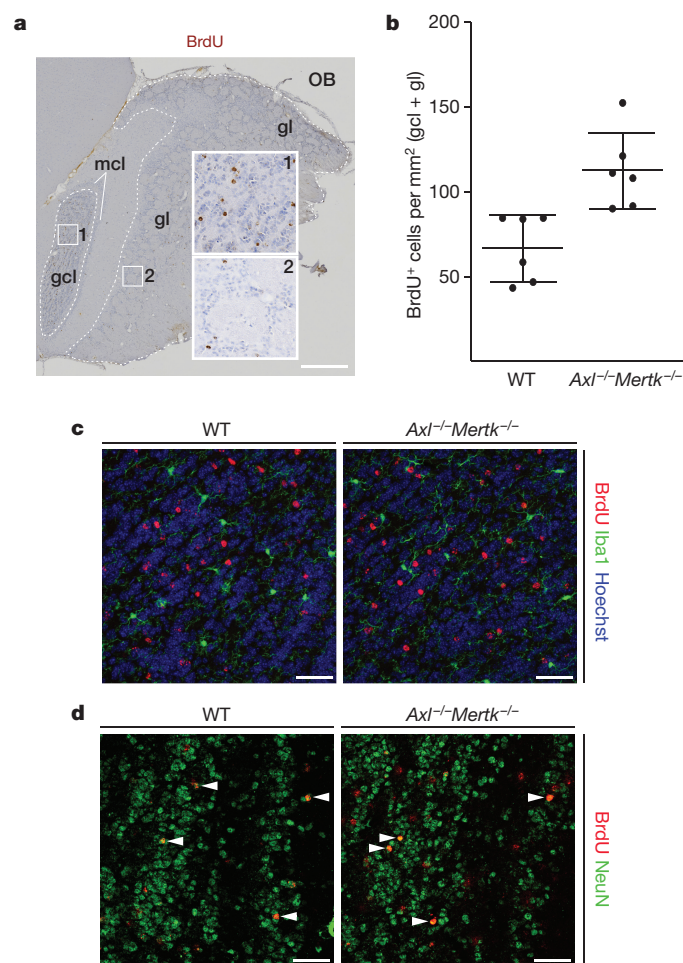 a
BrdU
OB
gl
mcl
1
gl
1
gcl
2
2
b
BrdU⁺ cells per mm² (gcl + gl)
200
150
100
50
WT
Axl⁻/⁻Mertk⁻/⁻
c
WT
Axl⁻/⁻Mertk⁻/⁻
BrdU Iba1 Hoechst
d
WT
Axl⁻/⁻Mertk⁻/⁻
BrdU NeuN